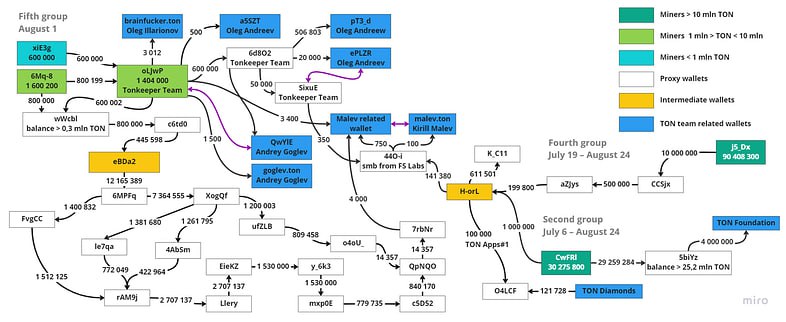 Fifth group
August 1
brainfucker.ton
Oleg Illarionov
a5SZT
Oleg Andreev
pT3_d
Oleg Andreew
Miners > 10 mln TON
Miners 1 mln > TON < 10 mln
Miners < 1 mln TON
Proxy wallets
Intermediate wallets
TON team related wallets
xiE3g
600 000
600 000
3 012
500
506 803
6d8O2
Tonkeeper Team
20 000
ePLZR
Oleg Andreev
6Mq-8
1 600 200
800 199
oLJwP
1 404 000
Tonkeeper Team
600 000
50 000
SixuE
Tonkeeper Team
800 000
600 002
wWcbl
balance > 0,3 mln TON
800 000
c6td0
3 400
Malev related
wallet
malev.ton
Kirill Malev
445 598
1 500
QwYiE
Andrey Goglev
350
750
100
eBDa2
goglev.ton
Andrey Goglev
44O-i
smb from FS Labs
K_C11
Fourth group
July 19 – August 24
J5_Dx
90 408 300
10 000 000
12 165 389
141 380
611 501
6MPFq
7 364 555
XogQf
H-orL
199 800
aZJys
500 000
CCSjx
1 400 832
1 381 680
1 261 795
1 200 003
4 000
FvgCC
ufZLB
7rbNr
100 000
TON Apps#1
1 000 000
Second group
July 6 – August 24
TON Foundation
Ie7qa
4AbSm
809 458
o4oU_
14 357
4 000 000
772 049
422 964
14 357
CwFRl
30 275 800
29 259 284
5biYz
balance > 25,2 mln TON
1 512 125
EieKZ
1 530 000
y_6k3
QpNQO
2 707 137
1 530 000
840 170
rAM9j
2 707 137
Llery
mxp0E
779 735
c5DS2
O4LCF
121 728
TON Diamonds
miro